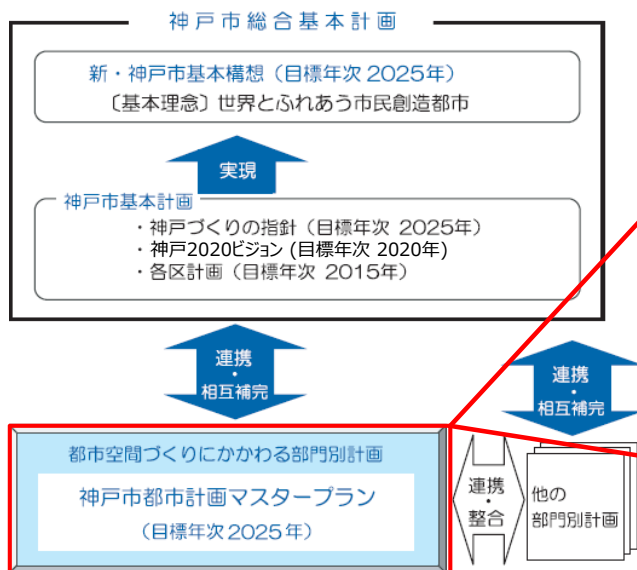 神戸市総合基本計画
新・神戸市基本構想（目標年次 2025年）
〔基本理念〕世界とふれあう市民創造都市
実現
神戸市基本計画
・神戸づくりの指針（目標年次 2025年）
・神戸2020ビジョン (目標年次 2020年)
・各区計画（目標年次 2015年）
連携
・
相互補完
連携
・
相互補完
都市空間づくりにかかわる部門別計画
神戸市都市計画マスタープラン
（目標年次2025年）
連携
・
整合
他の
部門別計画